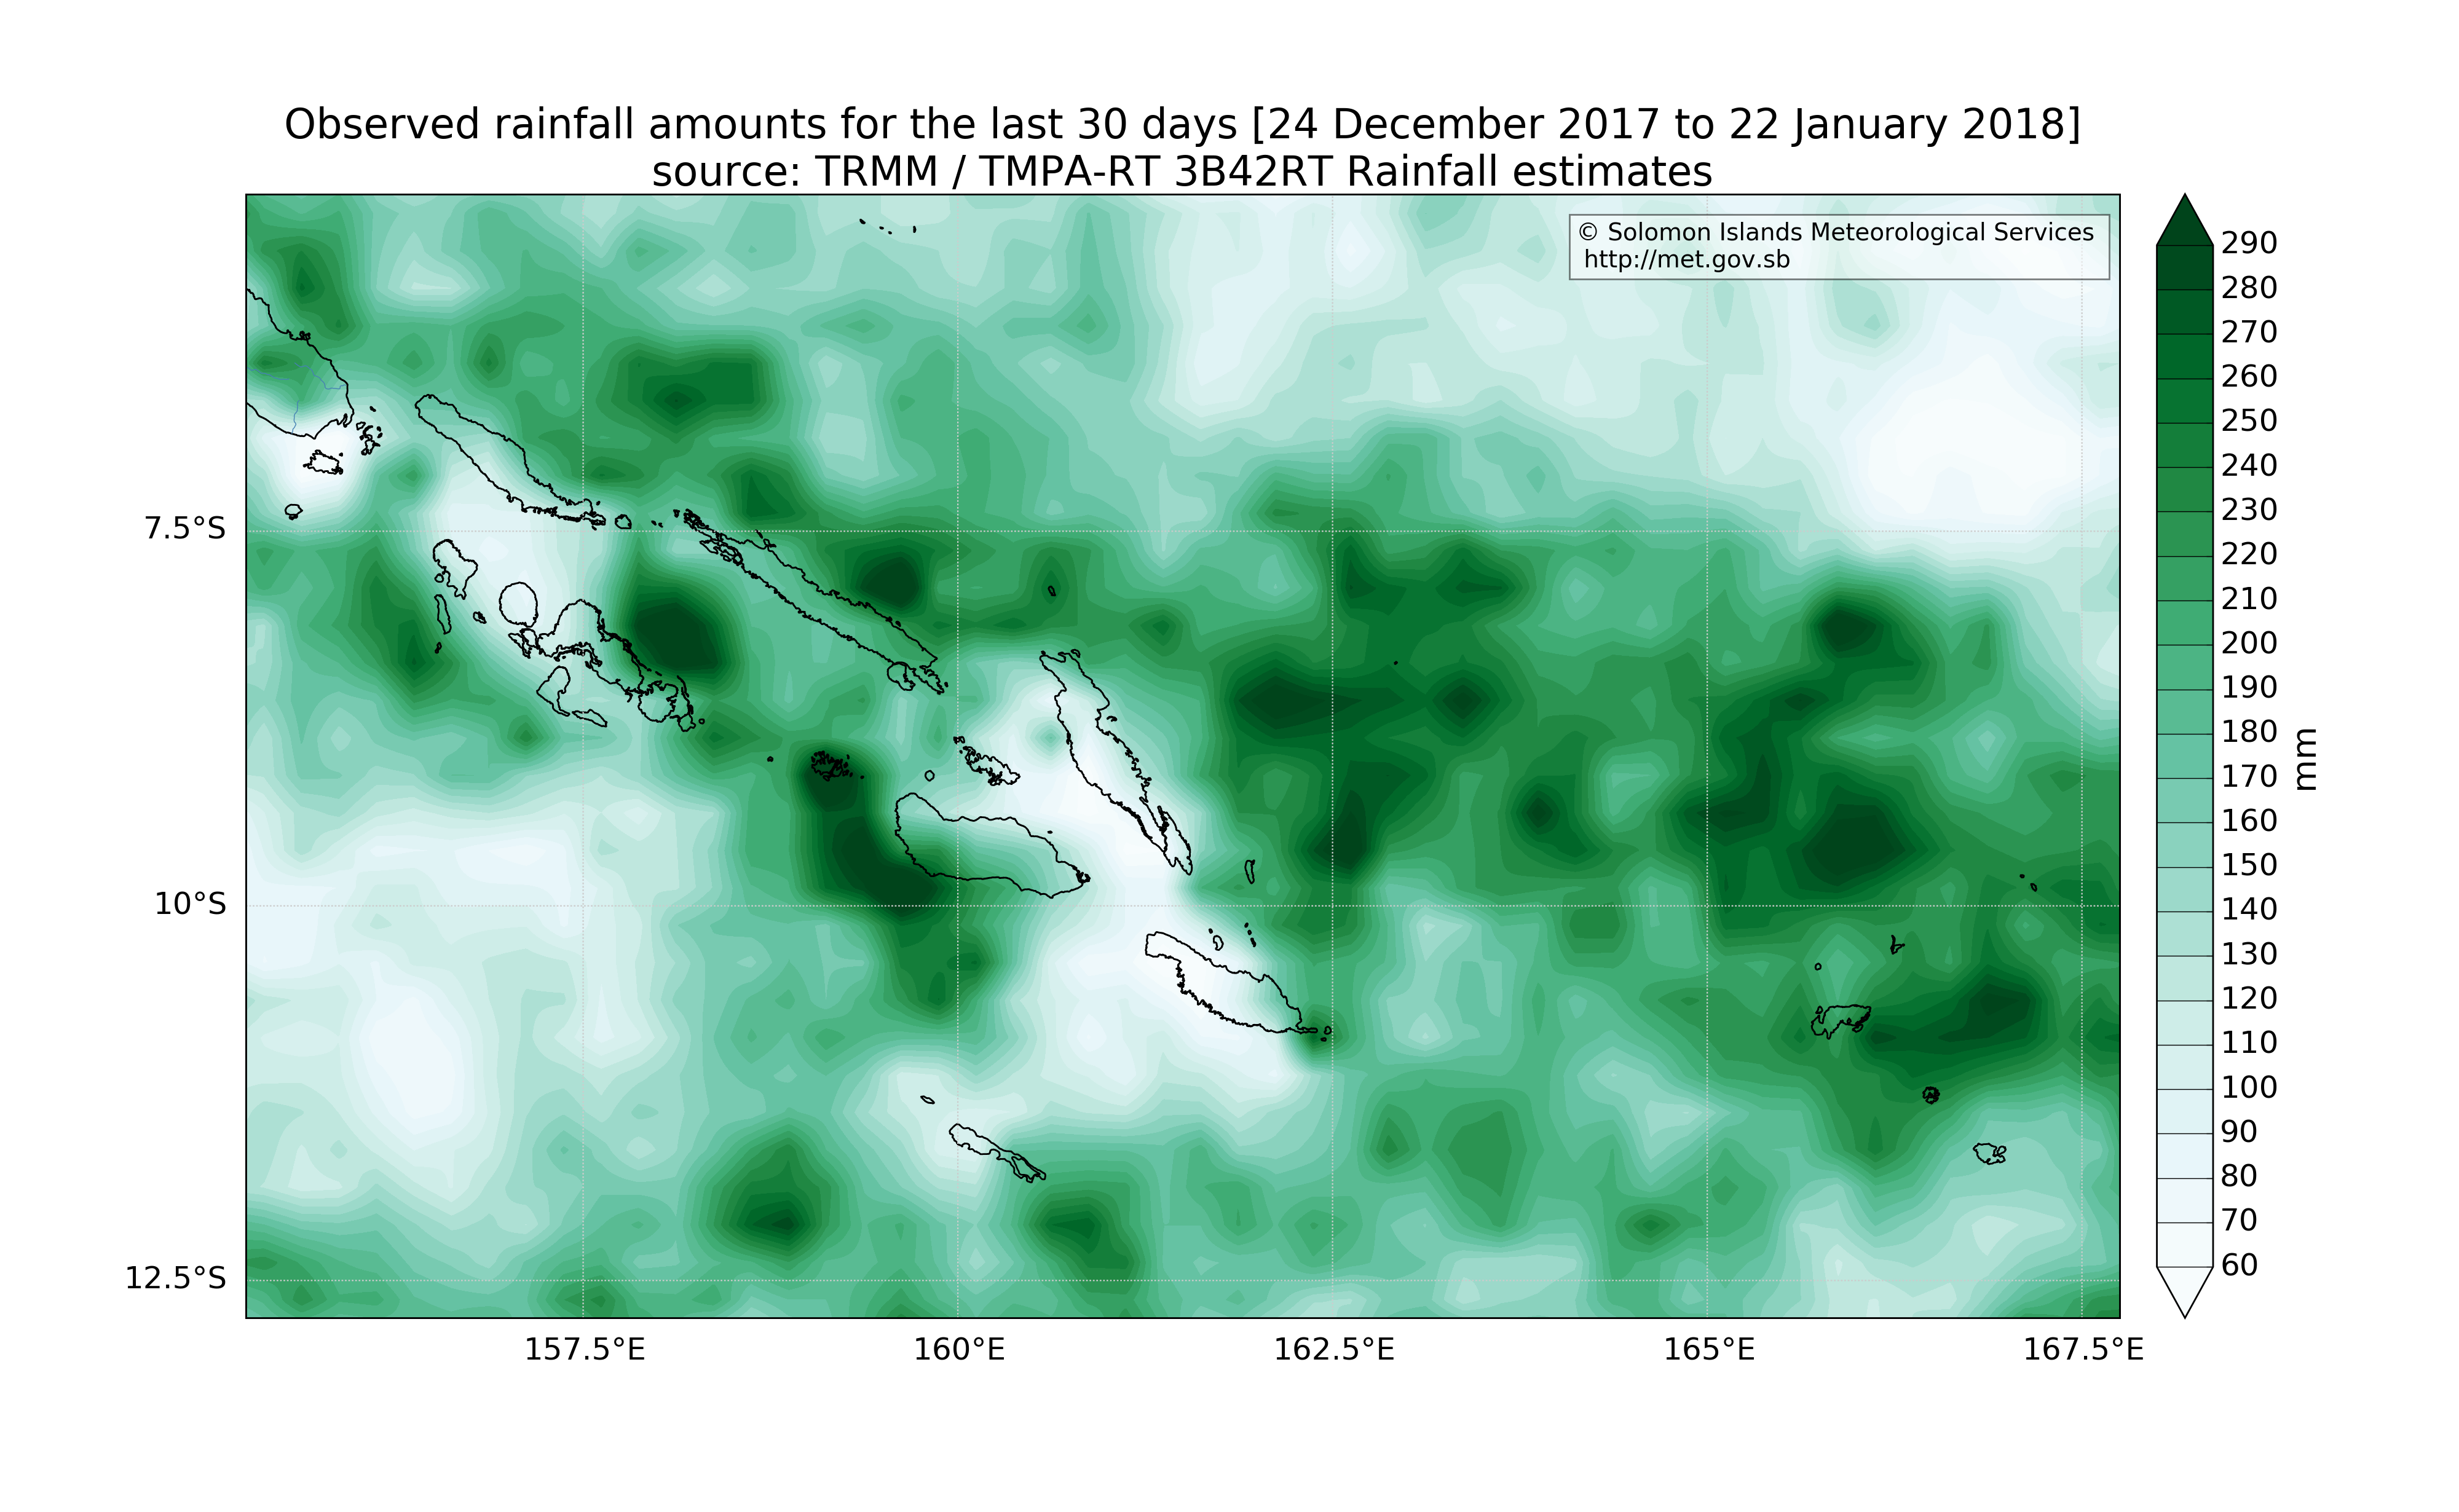 Observed rainfall amounts for the last 30 days [24 December 2017 to 22 January 2018]
source: TRMM / TMPA-RT 3B42RT Rainfall estimates
© Solomon Islands Meteorological Services
http://met.gov.sb
7.5°S
10°S
12.5°S
157.5°E
160°E
162.5°E
165°E
167.5°E
290
280
270
260
250
240
230
220
210
200
190
180
170
160
150
140
130
120
110
100
90
80
70
60
mm